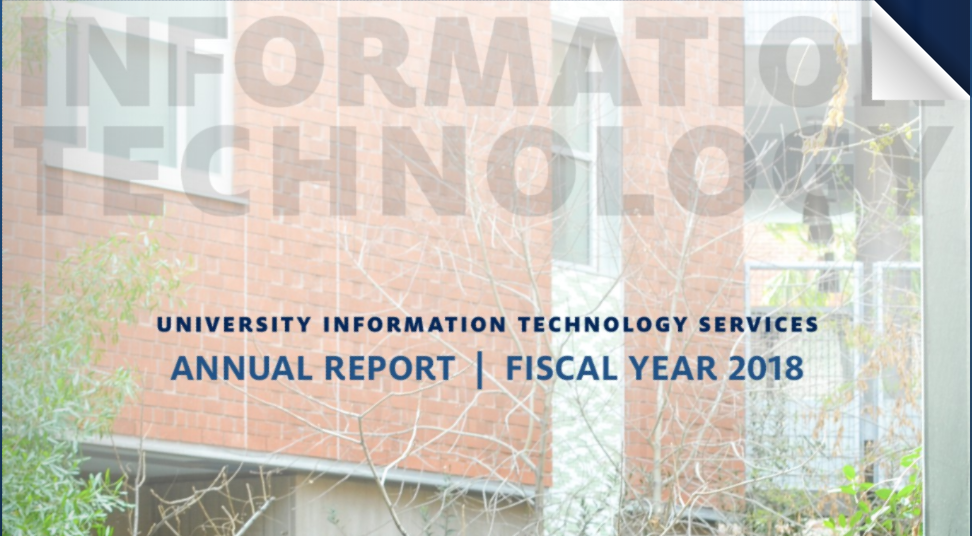 INFORMATION
TECHNOLOGY
UNIVERSITY INFORMATION TECHNOLOGY SERVICES
ANNUAL REPORT | FISCAL YEAR 2018